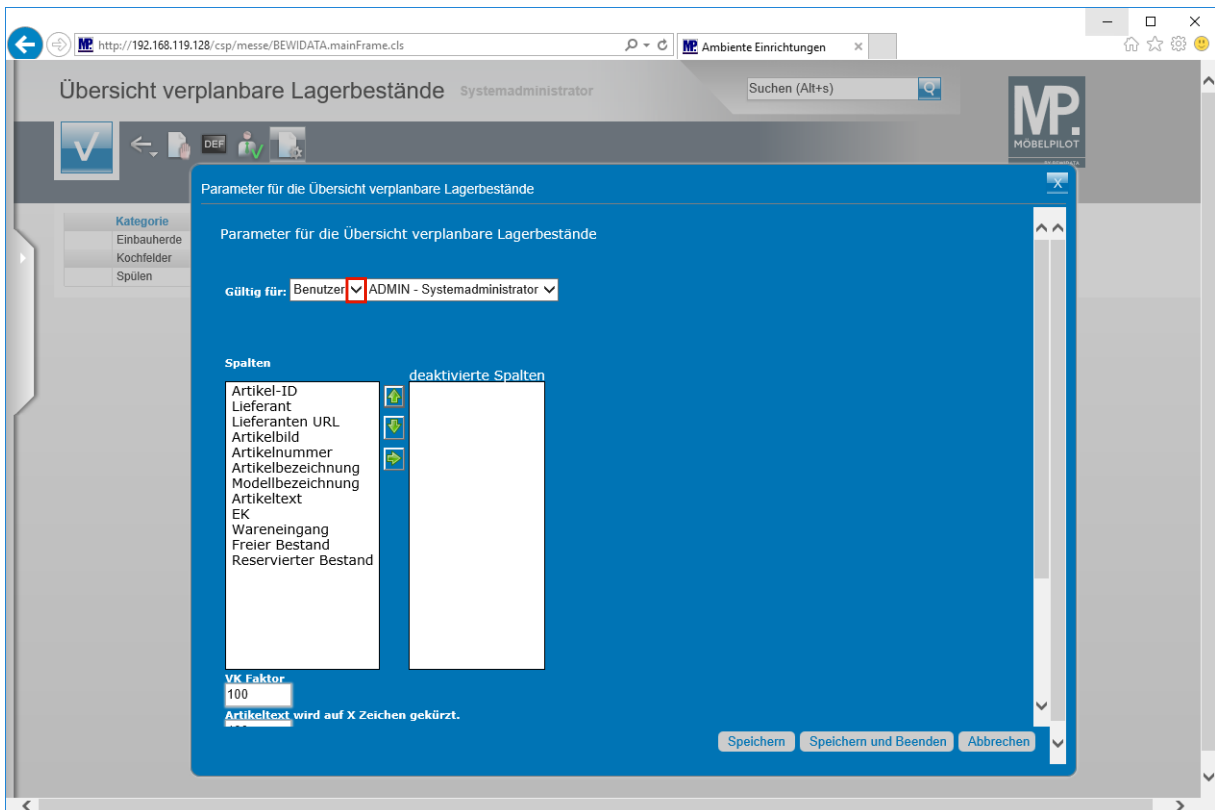 http://192.168.119.128/csp/messe/BEWIDATA.mainFrame.cls
MP. Ambiente Einrichtungen
Übersicht verplanbare Lagerbestände Systemadministrator
Suchen (Alt+s)
MP.
MÖBELPILOT
DEF
Parameter für die Übersicht verplanbare Lagerbestände
X
Kategorie
Einbauherde
Kochfelder
Spülen
Parameter für die Übersicht verplanbare Lagerbestände
Gültig für: Benutzer ADMIN - Systemadministrator
Spalten
deaktivierte Spalten
Artikel-ID
Lieferant
Lieferanten URL
Artikelbild
Artikelnummer
Artikelbezeichnung
Modellbezeichnung
Artikeltext
EK
Wareneingang
Freier Bestand
Reservierter Bestand
VK Faktor
100
Artikeltext wird auf X Zeichen gekürzt.
Speichern Speichern und Beenden Abbrechen